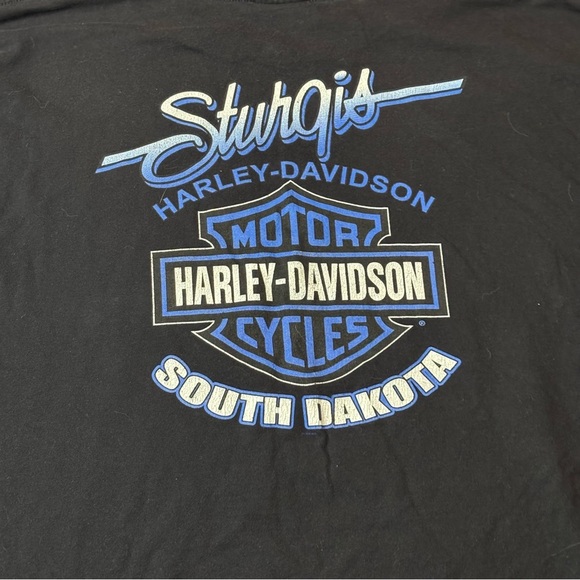 Sturgis
HARLEY-DAVIDSON
MOTOR
HARLEY-DAVIDSON
CYCLES
®
SOUTH DAKOTA